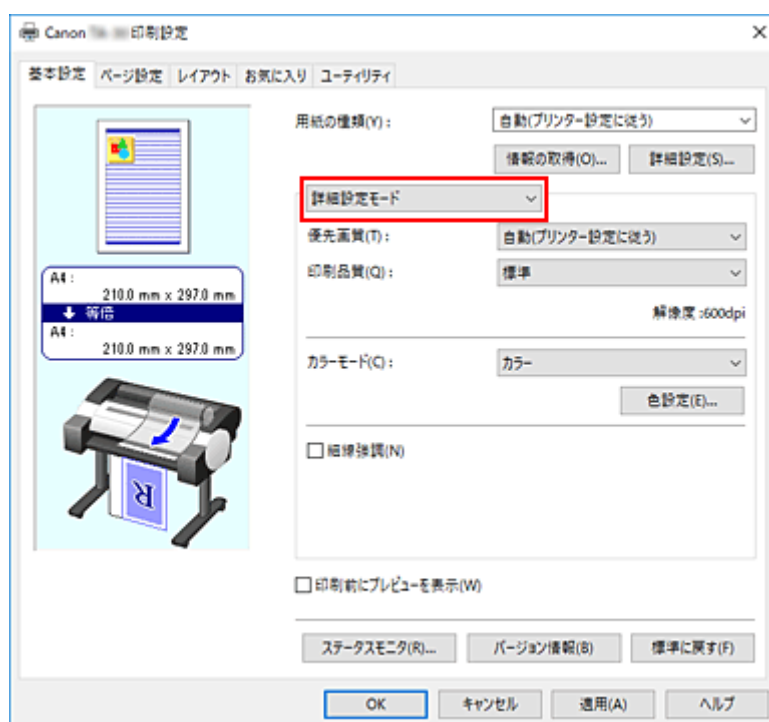 Canon 印刷設定
基本設定 ページ設定 レイアウト お気に入り ユーティリティ
用紙の種類(Y) : 自動(プリンター設定に従う)
情報の取得(O)... 詳細設定(S)...
詳細設定モード
優先画質(T) : 自動(プリンター設定に従う)
印刷品質(Q) : 標準
解像度 :600dpi
カラーモード(C) : カラー
色設定(E)...
細線強調(N)
A4 :
210.0 mm x 297.0 mm
等倍
A4 :
210.0 mm x 297.0 mm
R
印刷前にプレビューを表示(W)
ステータスモニタ(R)... バージョン情報(B) 標準に戻す(F)
OK キャンセル 適用(A) ヘルプ